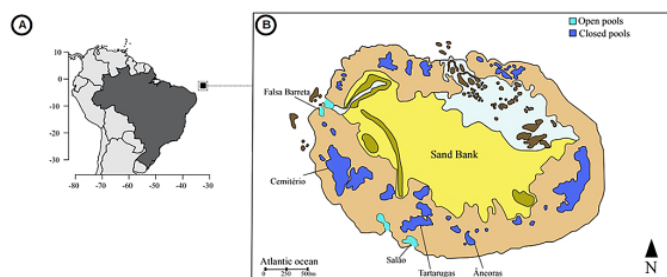 A
B
Open pools
Closed pools
10
0
-10
-20
-30
-80
-70
-60
-50
-40
-30
Falsa Barreta
Sand Bank
Cemitério
Salão
Tartarugas
Âncoras
Atlantic ocean
0
250
500m
N